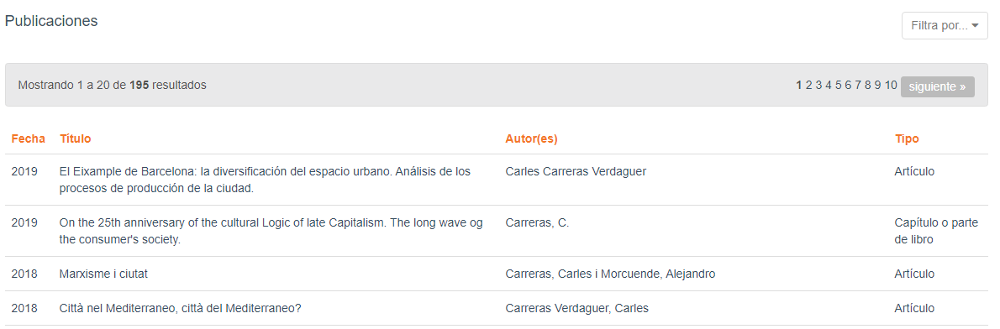 Publicaciones
Filtra por...
Mostrando 1 a 20 de 195 resultados
1 2 3 4 5 6 7 8 9 10 siguiente »
Fecha Título Autor(es) Tipo
2019 El Eixample de Barcelona: la diversificación del espacio urbano. Análisis de los Carles Carreras Verdaguer Artículo
procesos de producción de la ciudad.
2019 On the 25th anniversary of the cultural Logic of late Capitalism. The long wave og Carreras, C. Capítulo o parte
the consumer's society. de libro
2018 Marxisme i ciutat Carreras, Carles i Morcuende, Alejandro Artículo
2018 Città nel Mediterraneo, città del Mediterraneo? Carreras Verdaguer, Carles Artículo